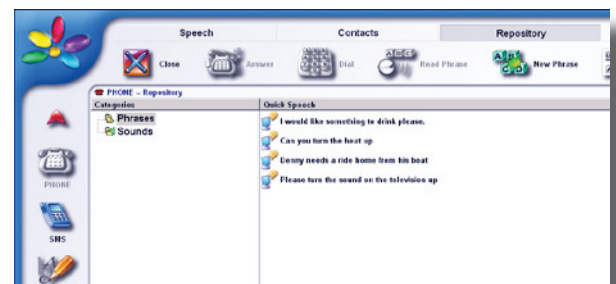 Speech Contacts Repository
Close Answer Dial Read Phrase New Phrase
PHONE – Repository
Categories Quick Speech
Phrases
Sounds
I would like something to drink please.
Can you turn the heat up
Denny needs a ride home from his boat
Please turn the sound on the television up
PHONE
SMS